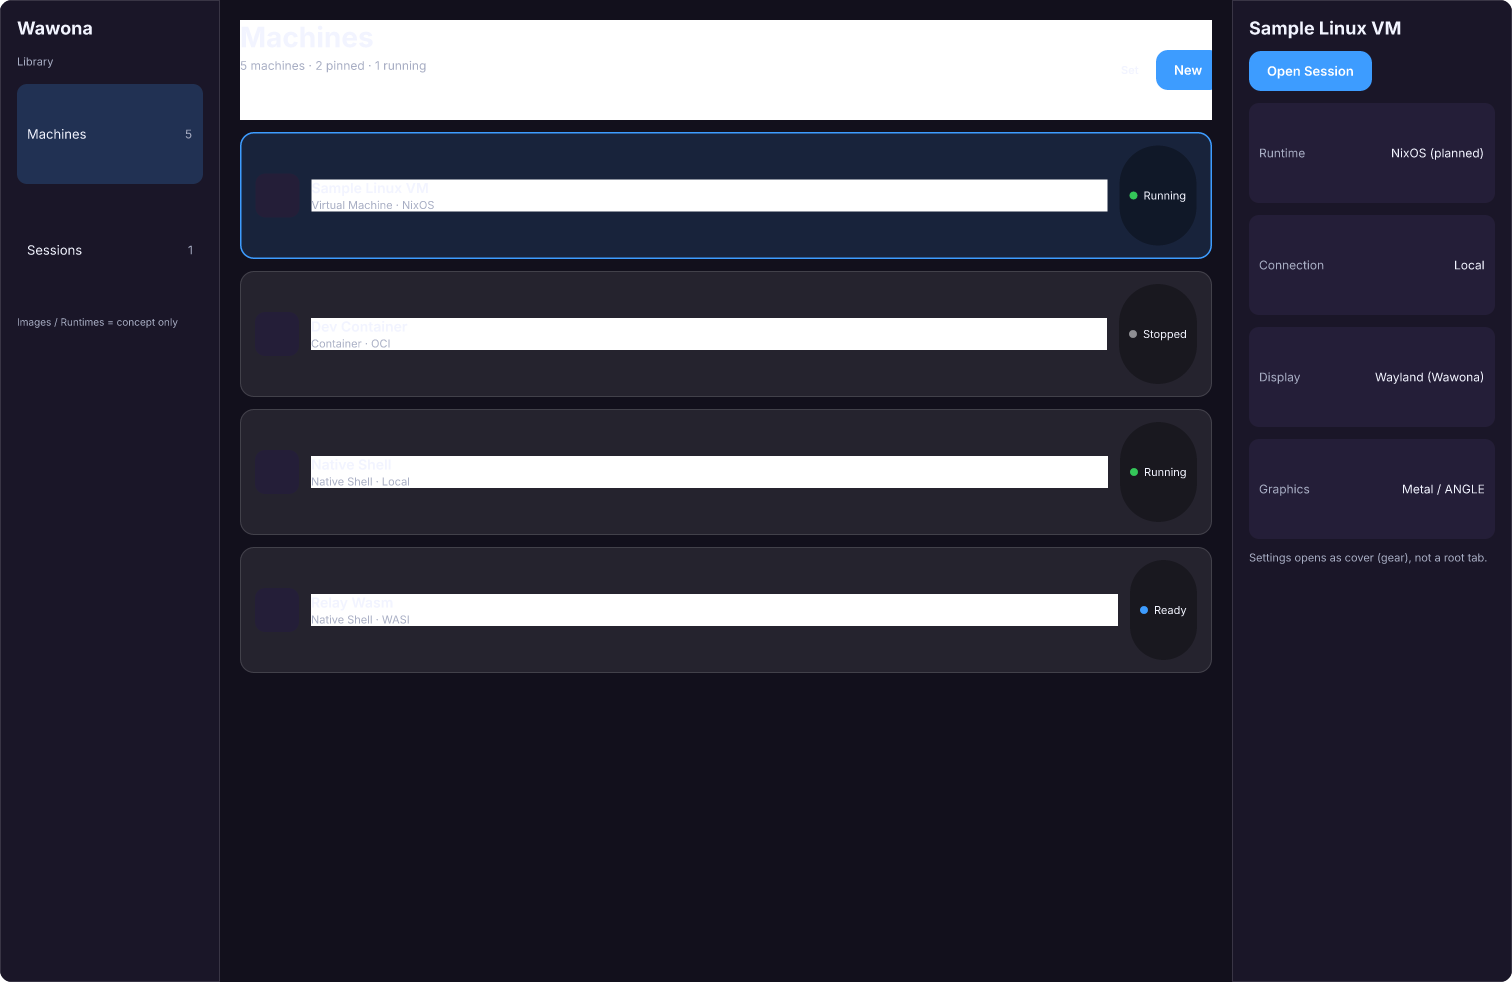 Wawona
Library
Machines 5
Sessions 1
Images / Runtimes = concept only
Machines
5 machines · 2 pinned · 1 running
Set
New
Sample Linux VM
Virtual Machine · NixOS
Running
Dev Container
Container · OCI
Stopped
Native Shell
Native Shell · Local
Running
Relay Wasm
Native Shell · WASI
Ready
Sample Linux VM
Open Session
Runtime NixOS (planned)
Connection Local
Display Wayland (Wawona)
Graphics Metal / ANGLE
Settings opens as cover (gear), not a root tab.